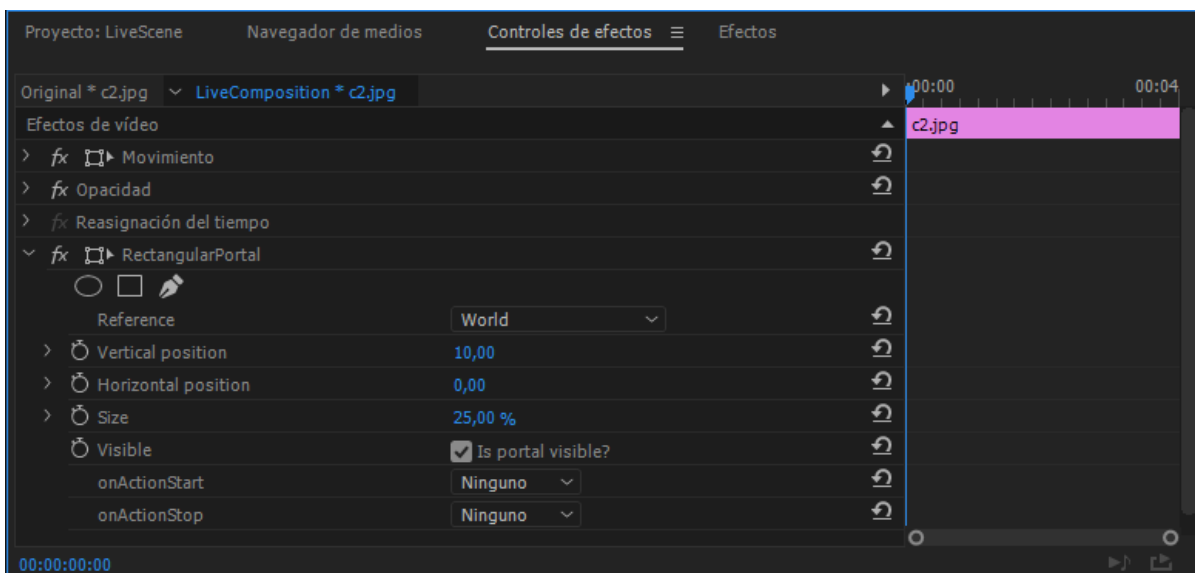 Proyecto: LiveScene Navegador de medios Controles de efectos Efectos
Original * c2.jpg LiveComposition * c2.jpg 00:00 00:04
Efectos de vídeo c2.jpg
fx Movimiento
fx Opacidad
fx Reasignación del tiempo
fx RectangularPortal
Reference World
Vertical position 10,00
Horizontal position 0,00
Size 25,00 %
Visible Is portal visible?
onActionStart Ninguno
onActionStop Ninguno
00:00:00:00